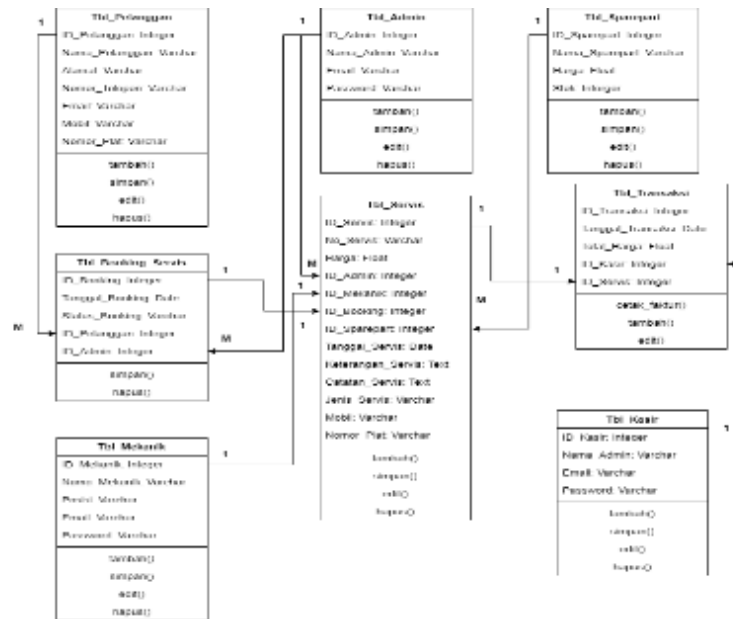 Tbl_Pelanggan
ID_Pelanggan Integer
Nama_Pelanggan Varchar
Alamat Varchar
Nomor_Telepon Varchar
Email Varchar
Mobil Varchar
Nomor_Plat Varchar
tambah()
simpan()
edit()
hapus()
Tbl_Admin
ID_Admin Integer
Nama_Admin Varchar
Email Varchar
Password Varchar
tambah()
simpan()
edit()
hapus()
Tbl_Sparepart
ID_Sparepart Integer
Nama_Sparepart Varchar
Harga Float
Stok Integer
tambah()
simpan()
edit()
hapus()
Tbl_Booking_Servis
ID_Booking Integer
Tanggal_Booking Date
Status_Booking Varchar
ID_Pelanggan Integer
ID_Admin Integer
simpan()
hapus()
Tbl_Servis
ID_Servis: Integer
No_Servis: Varchar
Harga: Float
ID_Admin: Integer
ID_Mekanik: Integer
ID_Booking: Integer
ID_Sparepart: Integer
Tanggal_Servis: Date
Keterangan_Servis: Text
Catatan_Servis: Text
Jenis_Servis: Varchar
Mobil: Varchar
Nomor_Plat: Varchar
tambah()
simpan()
edit()
hapus()
Tbl_Transaksi
ID_Transaksi Integer
Tanggal_Transaksi Date
Total_Harga Float
ID_Kasir Integer
ID_Servis: Integer
cetak_faktur()
tambah()
edit()
Tbl_Mekanik
ID_Mekanik Integer
Nama_Mekanik Varchar
Email Varchar
Password Varchar
tambah()
simpan()
edit()
hapus()
Tbl_Kasir
ID_Kasir: Integer
Nama_Admin: Varchar
Email: Varchar
Password: Varchar
tambah()
simpan()
edit()
hapus()
1
1
1
1
1
1
1
1
1
1
M
M
M
M